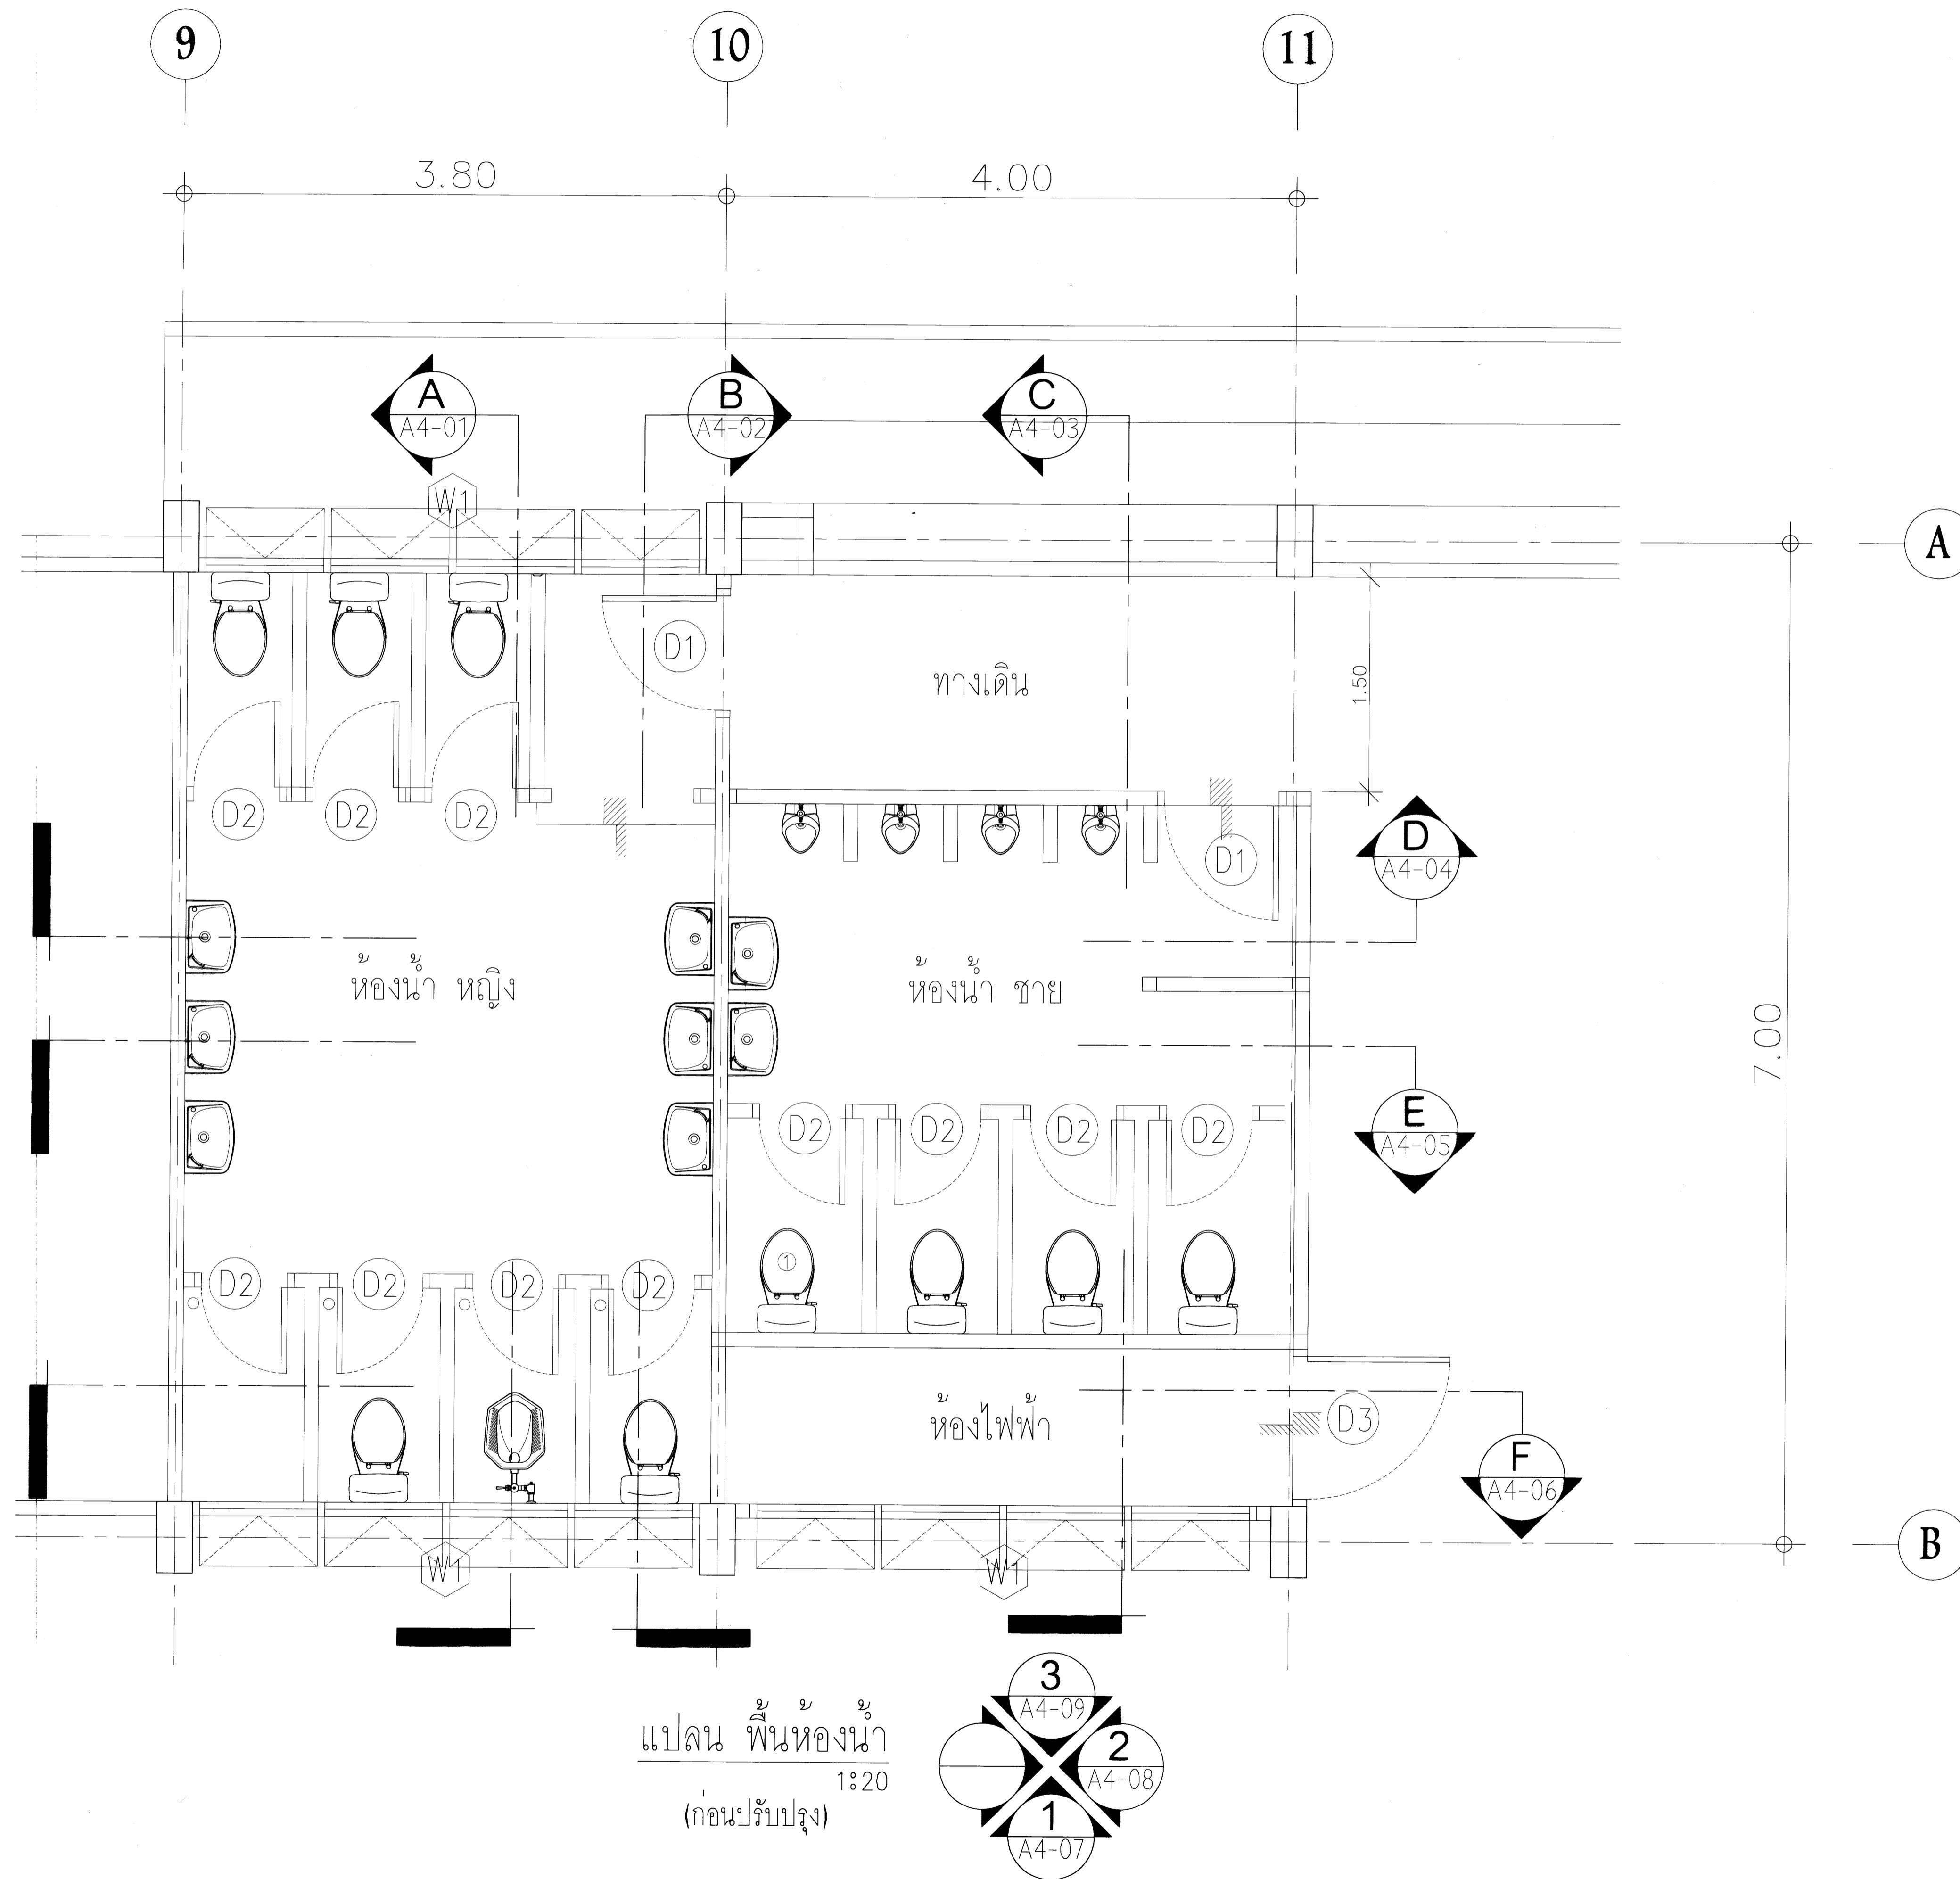 9
10
11
3.80
4.00
A
A4-01
B
A4-02
C
A4-03
W1
A
D1
ทางเดิน
1.50
D2
D2
D2
D1
D
A4-04
ห้องน้ำ หญิง
ห้องน้ำ ชาย
7.00
D2
D2
D2
D2
E
A4-05
1
D2
D2
D2
D2
ห้องไฟฟ้า
D3
F
A4-06
B
W1
W1
แปลน พื้นห้องน้ำ
1:20
(ก่อนปรับปรุง)
3
A4-09
2
A4-08
1
A4-07